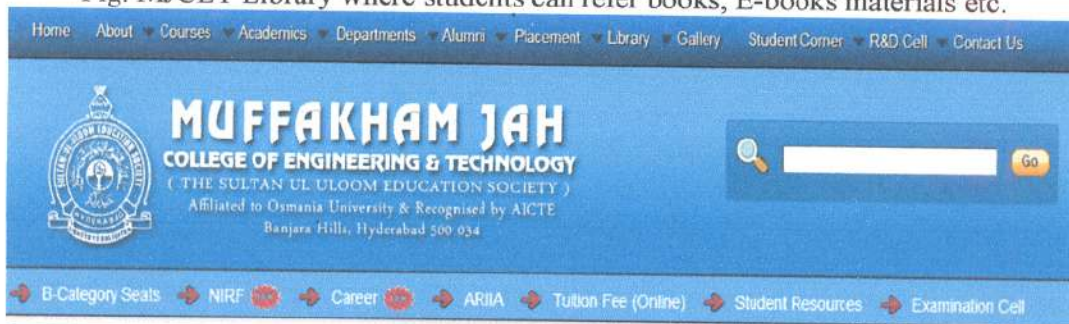 Fig. MJCET Library where students can refer books, E-books materials etc.
Home About Courses Academics Departments Alumni Placement Library Gallery Student Corner R&D Cell Contact Us
MUFFAKHAM JAH
COLLEGE OF ENGINEERING & TECHNOLOGY
( THE SULTAN UL ULOOM EDUCATION SOCIETY )
Affiliated to Osmania University & Recognised by AICTE
Banjara Hills, Hyderabad 500 034
Go
B-Category Seats NIRF Career ARIIA Tuition Fee (Online) Student Resources Examination Cell